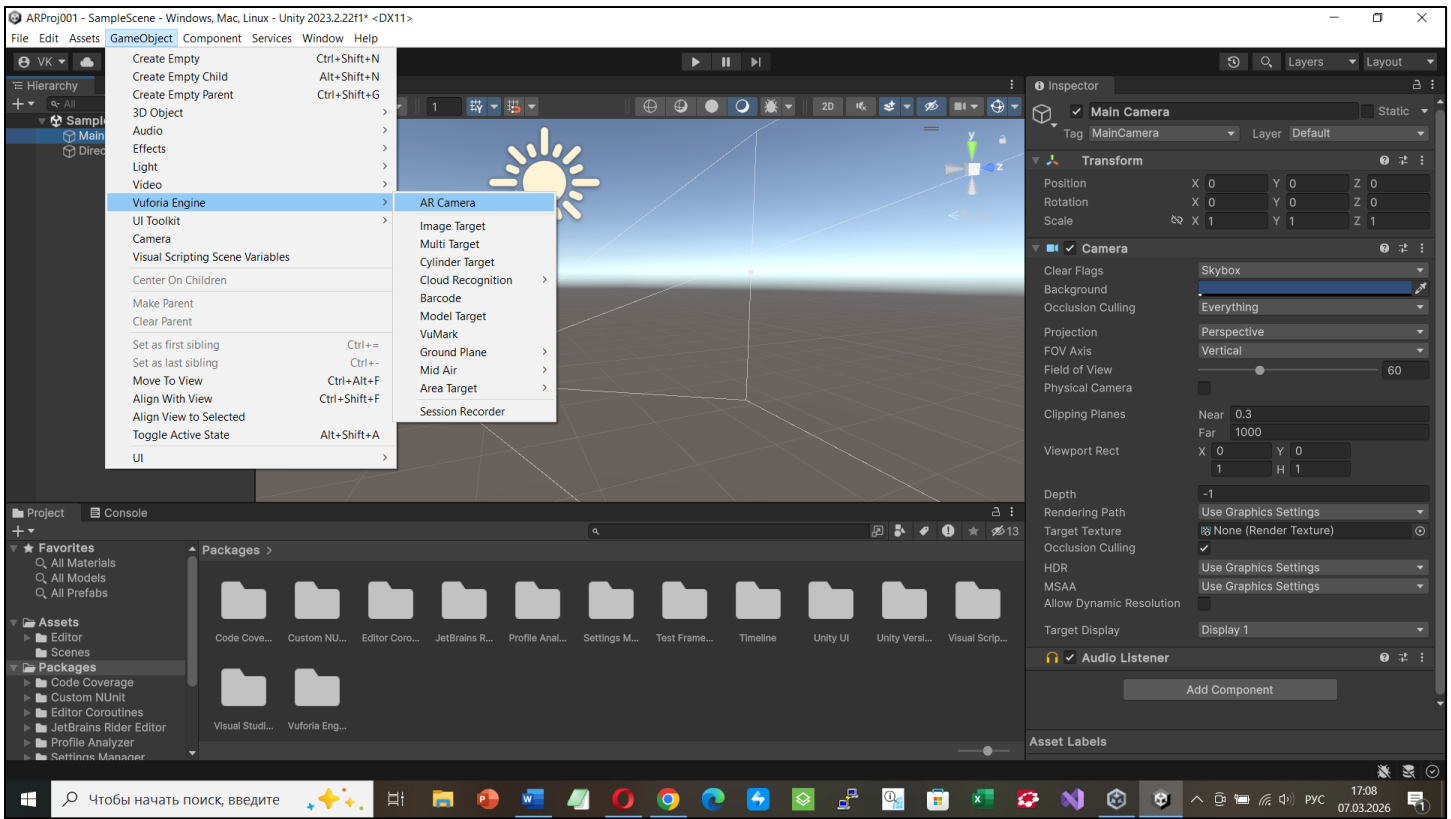 ARProj001 - SampleScene - Windows, Mac, Linux - Unity 2023.2.22f1* <DX11>
File Edit Assets GameObject Component Services Window Help
VK
Layers
Layout
Create Empty Ctrl+Shift+N
Create Empty Child Alt+Shift+N
Create Empty Parent Ctrl+Shift+G
3D Object
Audio
Effects
Light
Video
Vuforia Engine
UI Toolkit
Camera
Visual Scripting Scene Variables
Center On Children
Make Parent
Clear Parent
Set as first sibling Ctrl+=
Set as last sibling Ctrl+-
Move To View Ctrl+Alt+F
Align With View Ctrl+Shift+F
Align View to Selected
Toggle Active State Alt+Shift+A
UI
AR Camera
Image Target
Multi Target
Cylinder Target
Cloud Recognition
Barcode
Model Target
VuMark
Ground Plane
Mid Air
Area Target
Session Recorder
Hierarchy
All
Sampl
Main
Direc
1
2D
y
z
Inspector
Main Camera
Static
Tag MainCamera Layer Default
Transform
Position X 0 Y 0 Z 0
Rotation X 0 Y 0 Z 0
Scale X 1 Y 1 Z 1
Camera
Clear Flags Skybox
Background
Occlusion Culling Everything
Projection Perspective
FOV Axis Vertical
Field of View 60
Physical Camera
Clipping Planes Near 0.3
Far 1000
Viewport Rect X 0 Y 0
1 H 1
Depth -1
Rendering Path Use Graphics Settings
Target Texture None (Render Texture)
Occlusion Culling
HDR Use Graphics Settings
MSAA Use Graphics Settings
Allow Dynamic Resolution
Target Display Display 1
Audio Listener
Add Component
Asset Labels
Project Console
13
Favorites
All Materials
All Models
All Prefabs
Assets
Editor
Scenes
Packages
Code Coverage
Custom NUnit
Editor Coroutines
JetBrains Rider Editor
Profile Analyzer
Settings Manager
Packages >
Code Cove...
Custom NU...
Editor Coro...
JetBrains R...
Profile Anal...
Settings M...
Test Frame...
Timeline
Unity UI
Unity Versi...
Visual Scrip...
Visual Studi...
Vuforia Eng...
Чтобы начать поиск, введите
РУС
17:08
07.03.2026
1